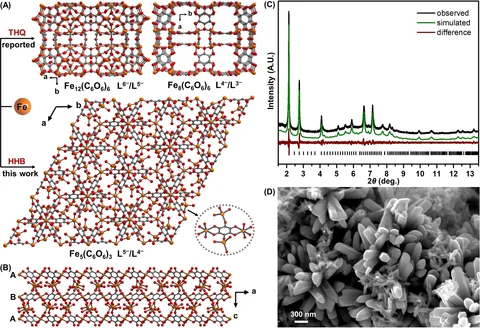 (A)
THQ
reported
b
a
a
b
Fe12(C6O6)6 L6−/L5−
Fe8(C6O6)6 L4−/L3−
Fe
b
a
HHB
this work
Fe5(C6O6)3 L5−/L4−
(B)
A
B
A
a
c
(C)
observed
simulated
difference
Intensity (A.U.)
2 3 4 5 6 7 8 9 10 11 12 13
2θ (deg.)
(D)
300 nm